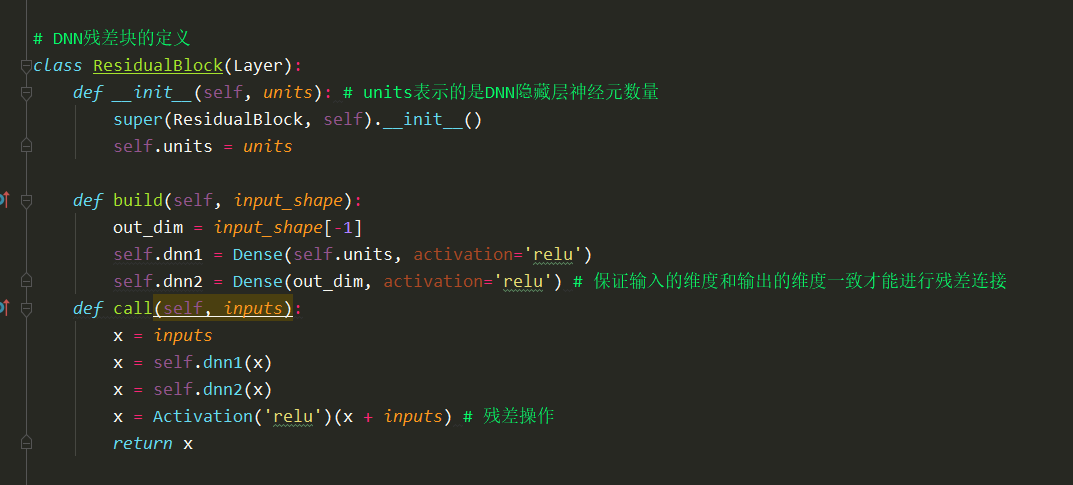 # DNN残差块的定义
class ResidualBlock(Layer):
    def __init__(self, units): # units表示的是DNN隐藏层神经元数量
        super(ResidualBlock, self).__init__()
        self.units = units
    def build(self, input_shape):
        out_dim = input_shape[-1]
        self.dnn1 = Dense(self.units, activation='relu')
        self.dnn2 = Dense(out_dim, activation='relu') # 保证输入的维度和输出的维度一致才能进行残差连接
    def call(self, inputs):
        x = inputs
        x = self.dnn1(x)
        x = self.dnn2(x)
        x = Activation('relu')(x + inputs) # 残差操作
        return x